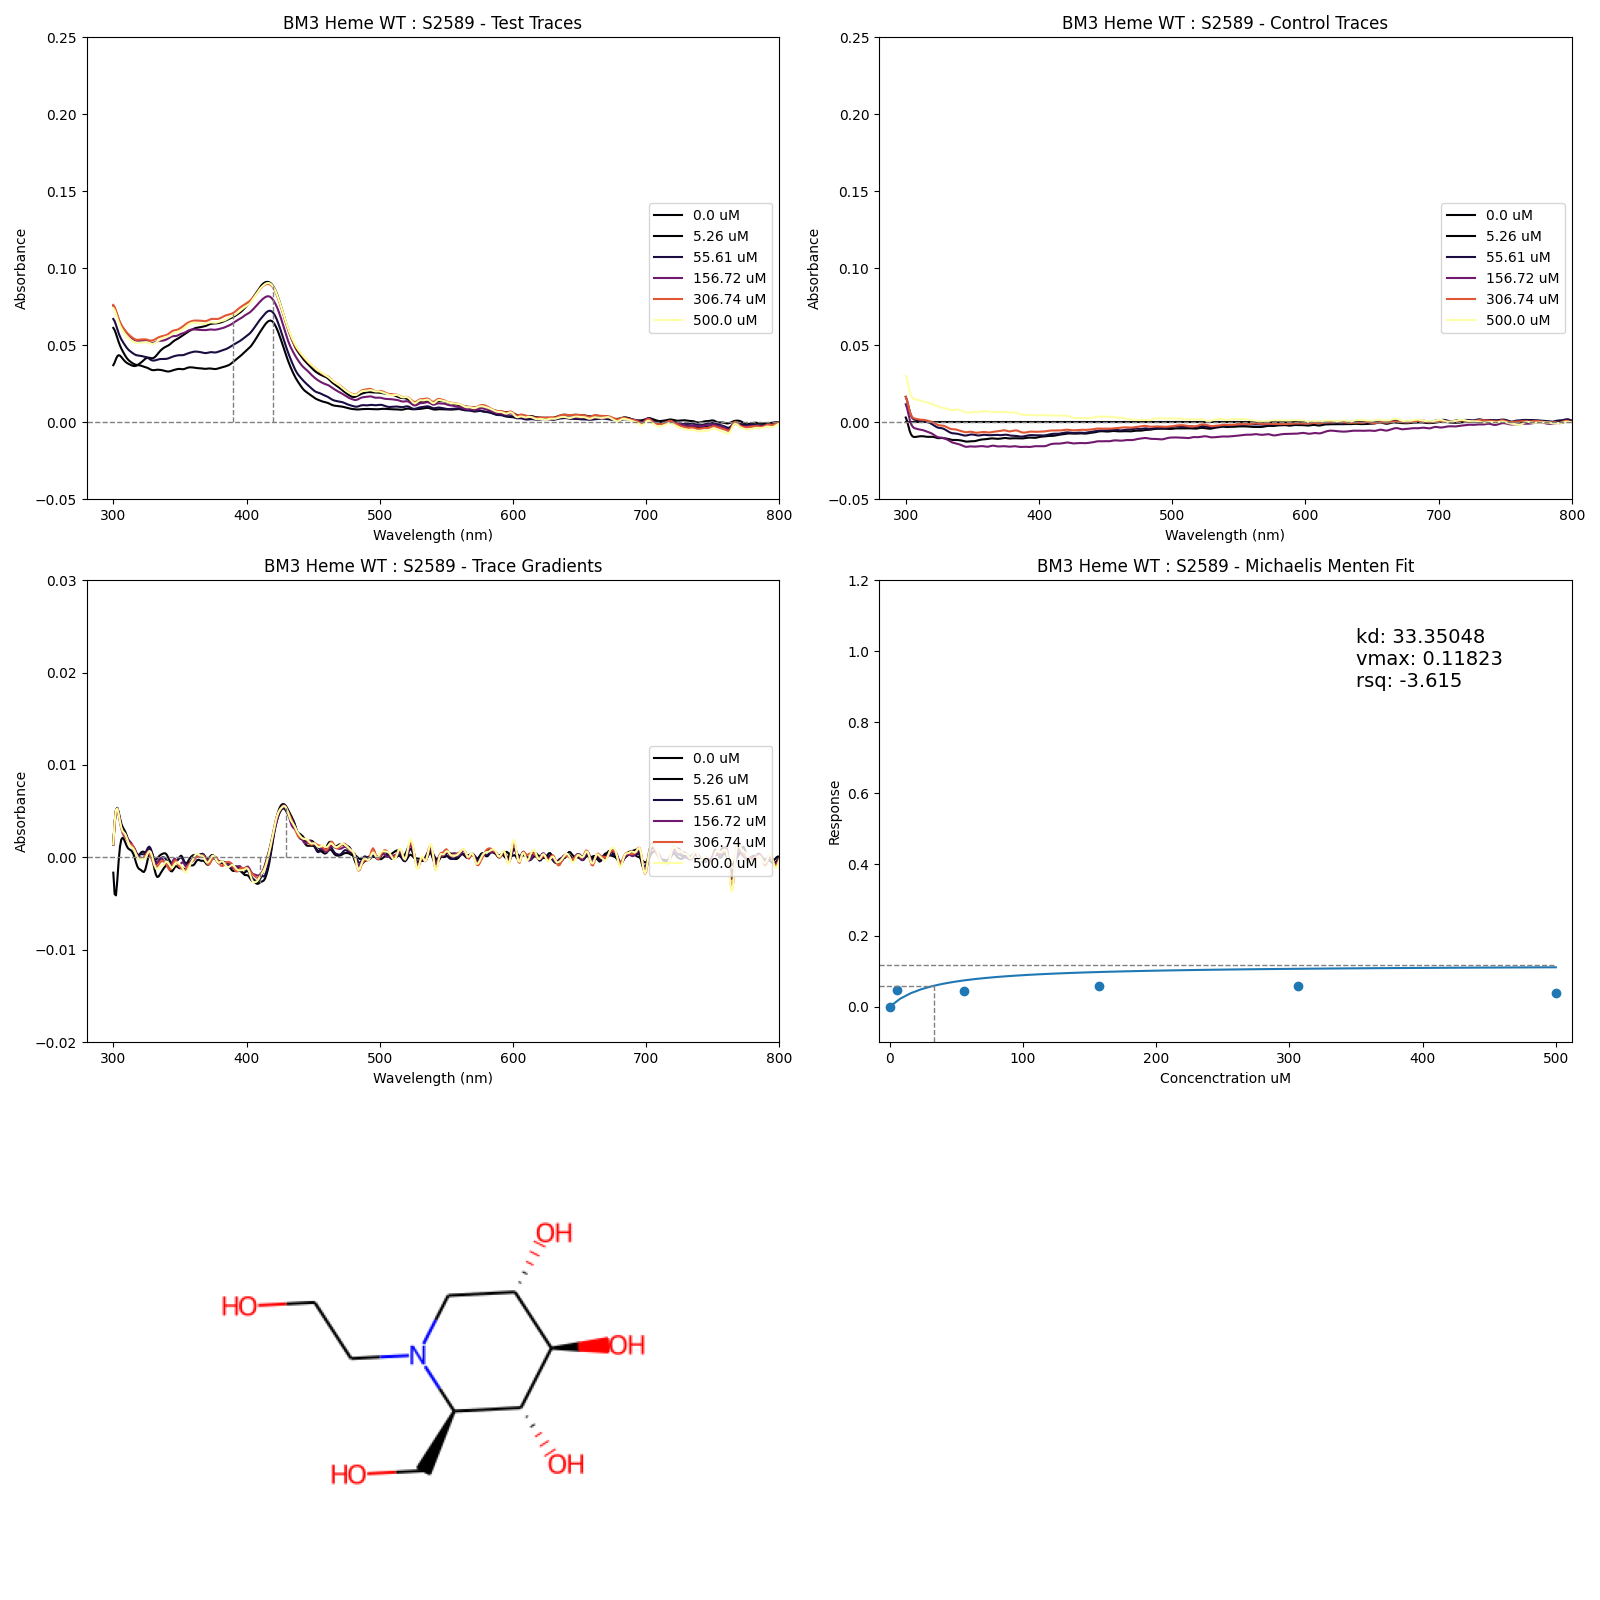 BM3 Heme WT : S2589 - Test Traces
0.25
0.20
0.15
0.10
0.05
0.00
−0.05
Absorbance
300 400 500 600 700 800
Wavelength (nm)
0.0 uM
5.26 uM
55.61 uM
156.72 uM
306.74 uM
500.0 uM
BM3 Heme WT : S2589 - Control Traces
0.25
0.20
0.15
0.10
0.05
0.00
−0.05
Absorbance
300 400 500 600 700 800
Wavelength (nm)
0.0 uM
5.26 uM
55.61 uM
156.72 uM
306.74 uM
500.0 uM
BM3 Heme WT : S2589 - Trace Gradients
0.03
0.02
0.01
0.00
−0.01
−0.02
Absorbance
300 400 500 600 700 800
Wavelength (nm)
0.0 uM
5.26 uM
55.61 uM
156.72 uM
306.74 uM
500.0 uM
BM3 Heme WT : S2589 - Michaelis Menten Fit
1.2
1.0
0.8
0.6
0.4
0.2
0.0
Response
0 100 200 300 400 500
Concenctration uM
kd: 33.35048
vmax: 0.11823
rsq: -3.615
OH
HO
OH
N
OH
HO